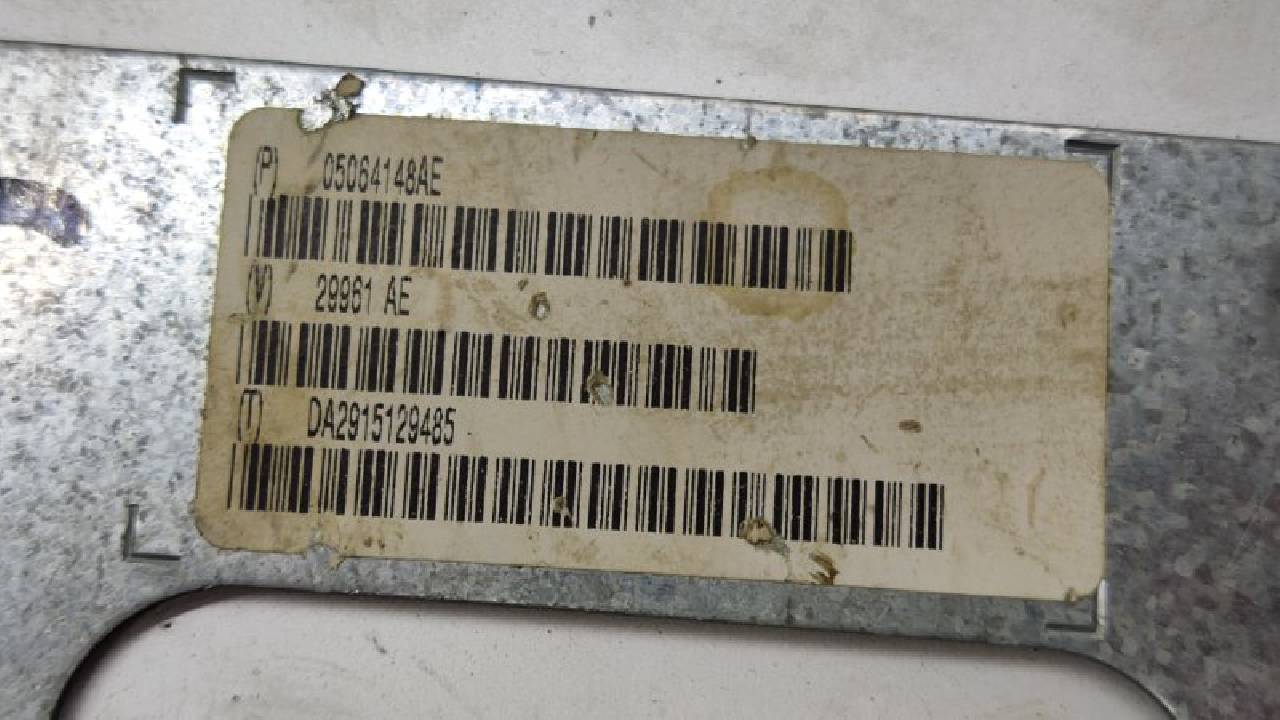 (P) 05064148AE
(V) 29961 AE
(T) DA2915129485